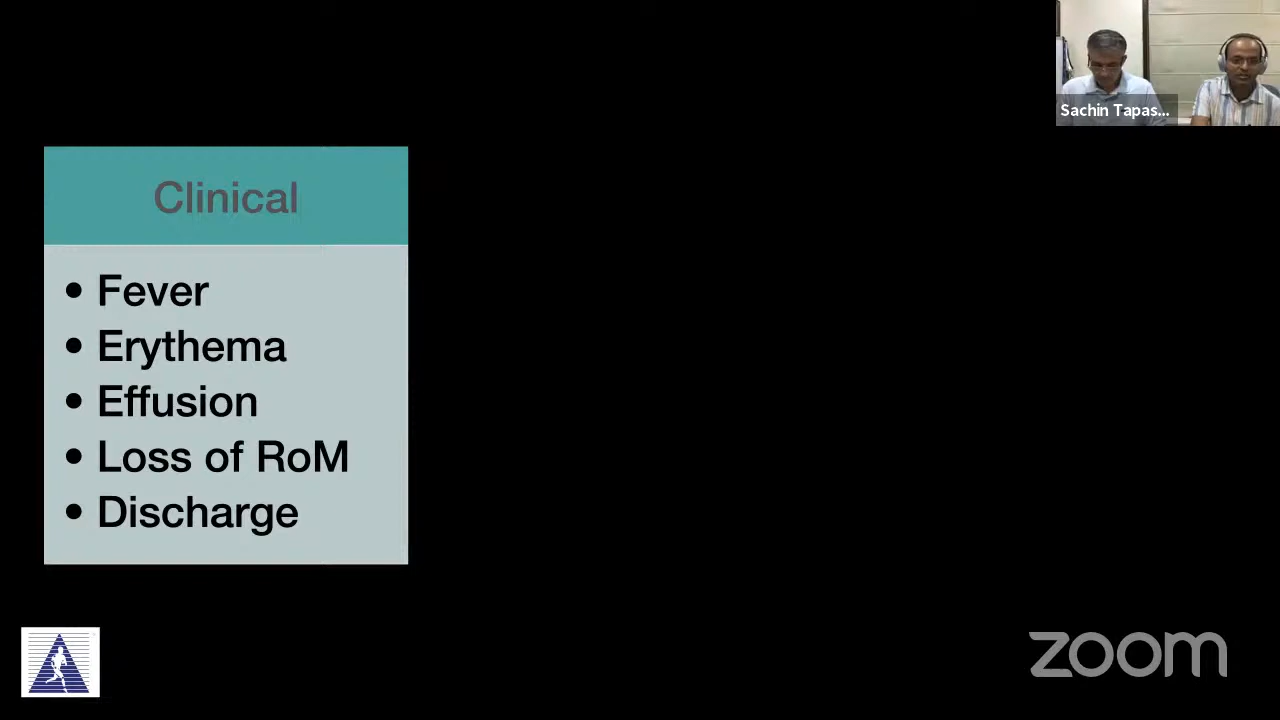 Sachin Tapas...
Clinical
• Fever
• Erythema
• Effusion
• Loss of RoM
• Discharge
zoom